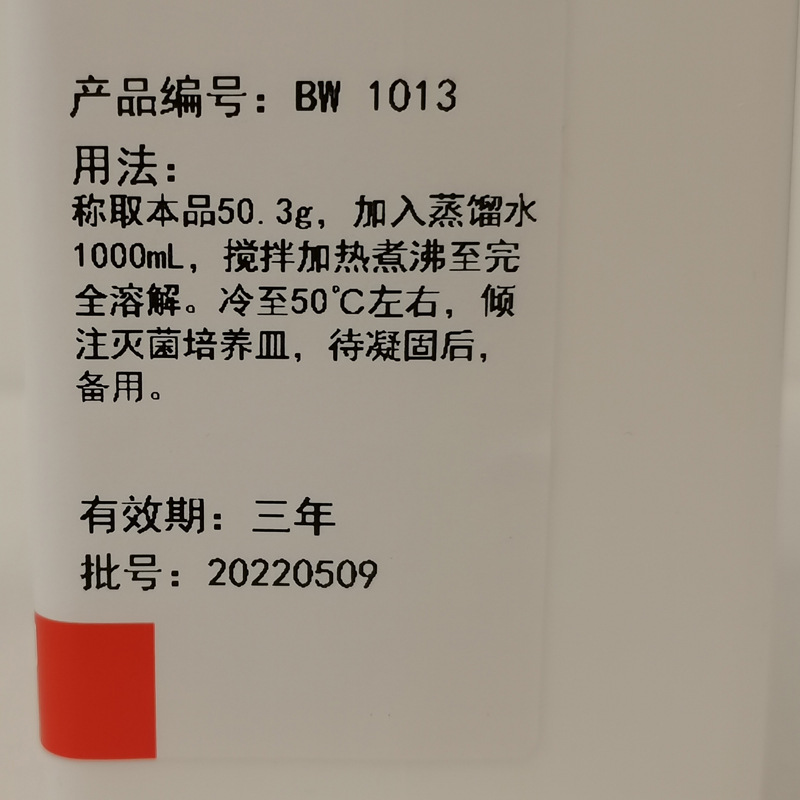 产品编号：BW 1013
用法：
称取本品50.3g，加入蒸馏水
1000mL，搅拌加热煮沸至完
全溶解。冷至50℃左右，倾
注灭菌培养皿，待凝固后，
备用。
有效期：三年
批号：20220509